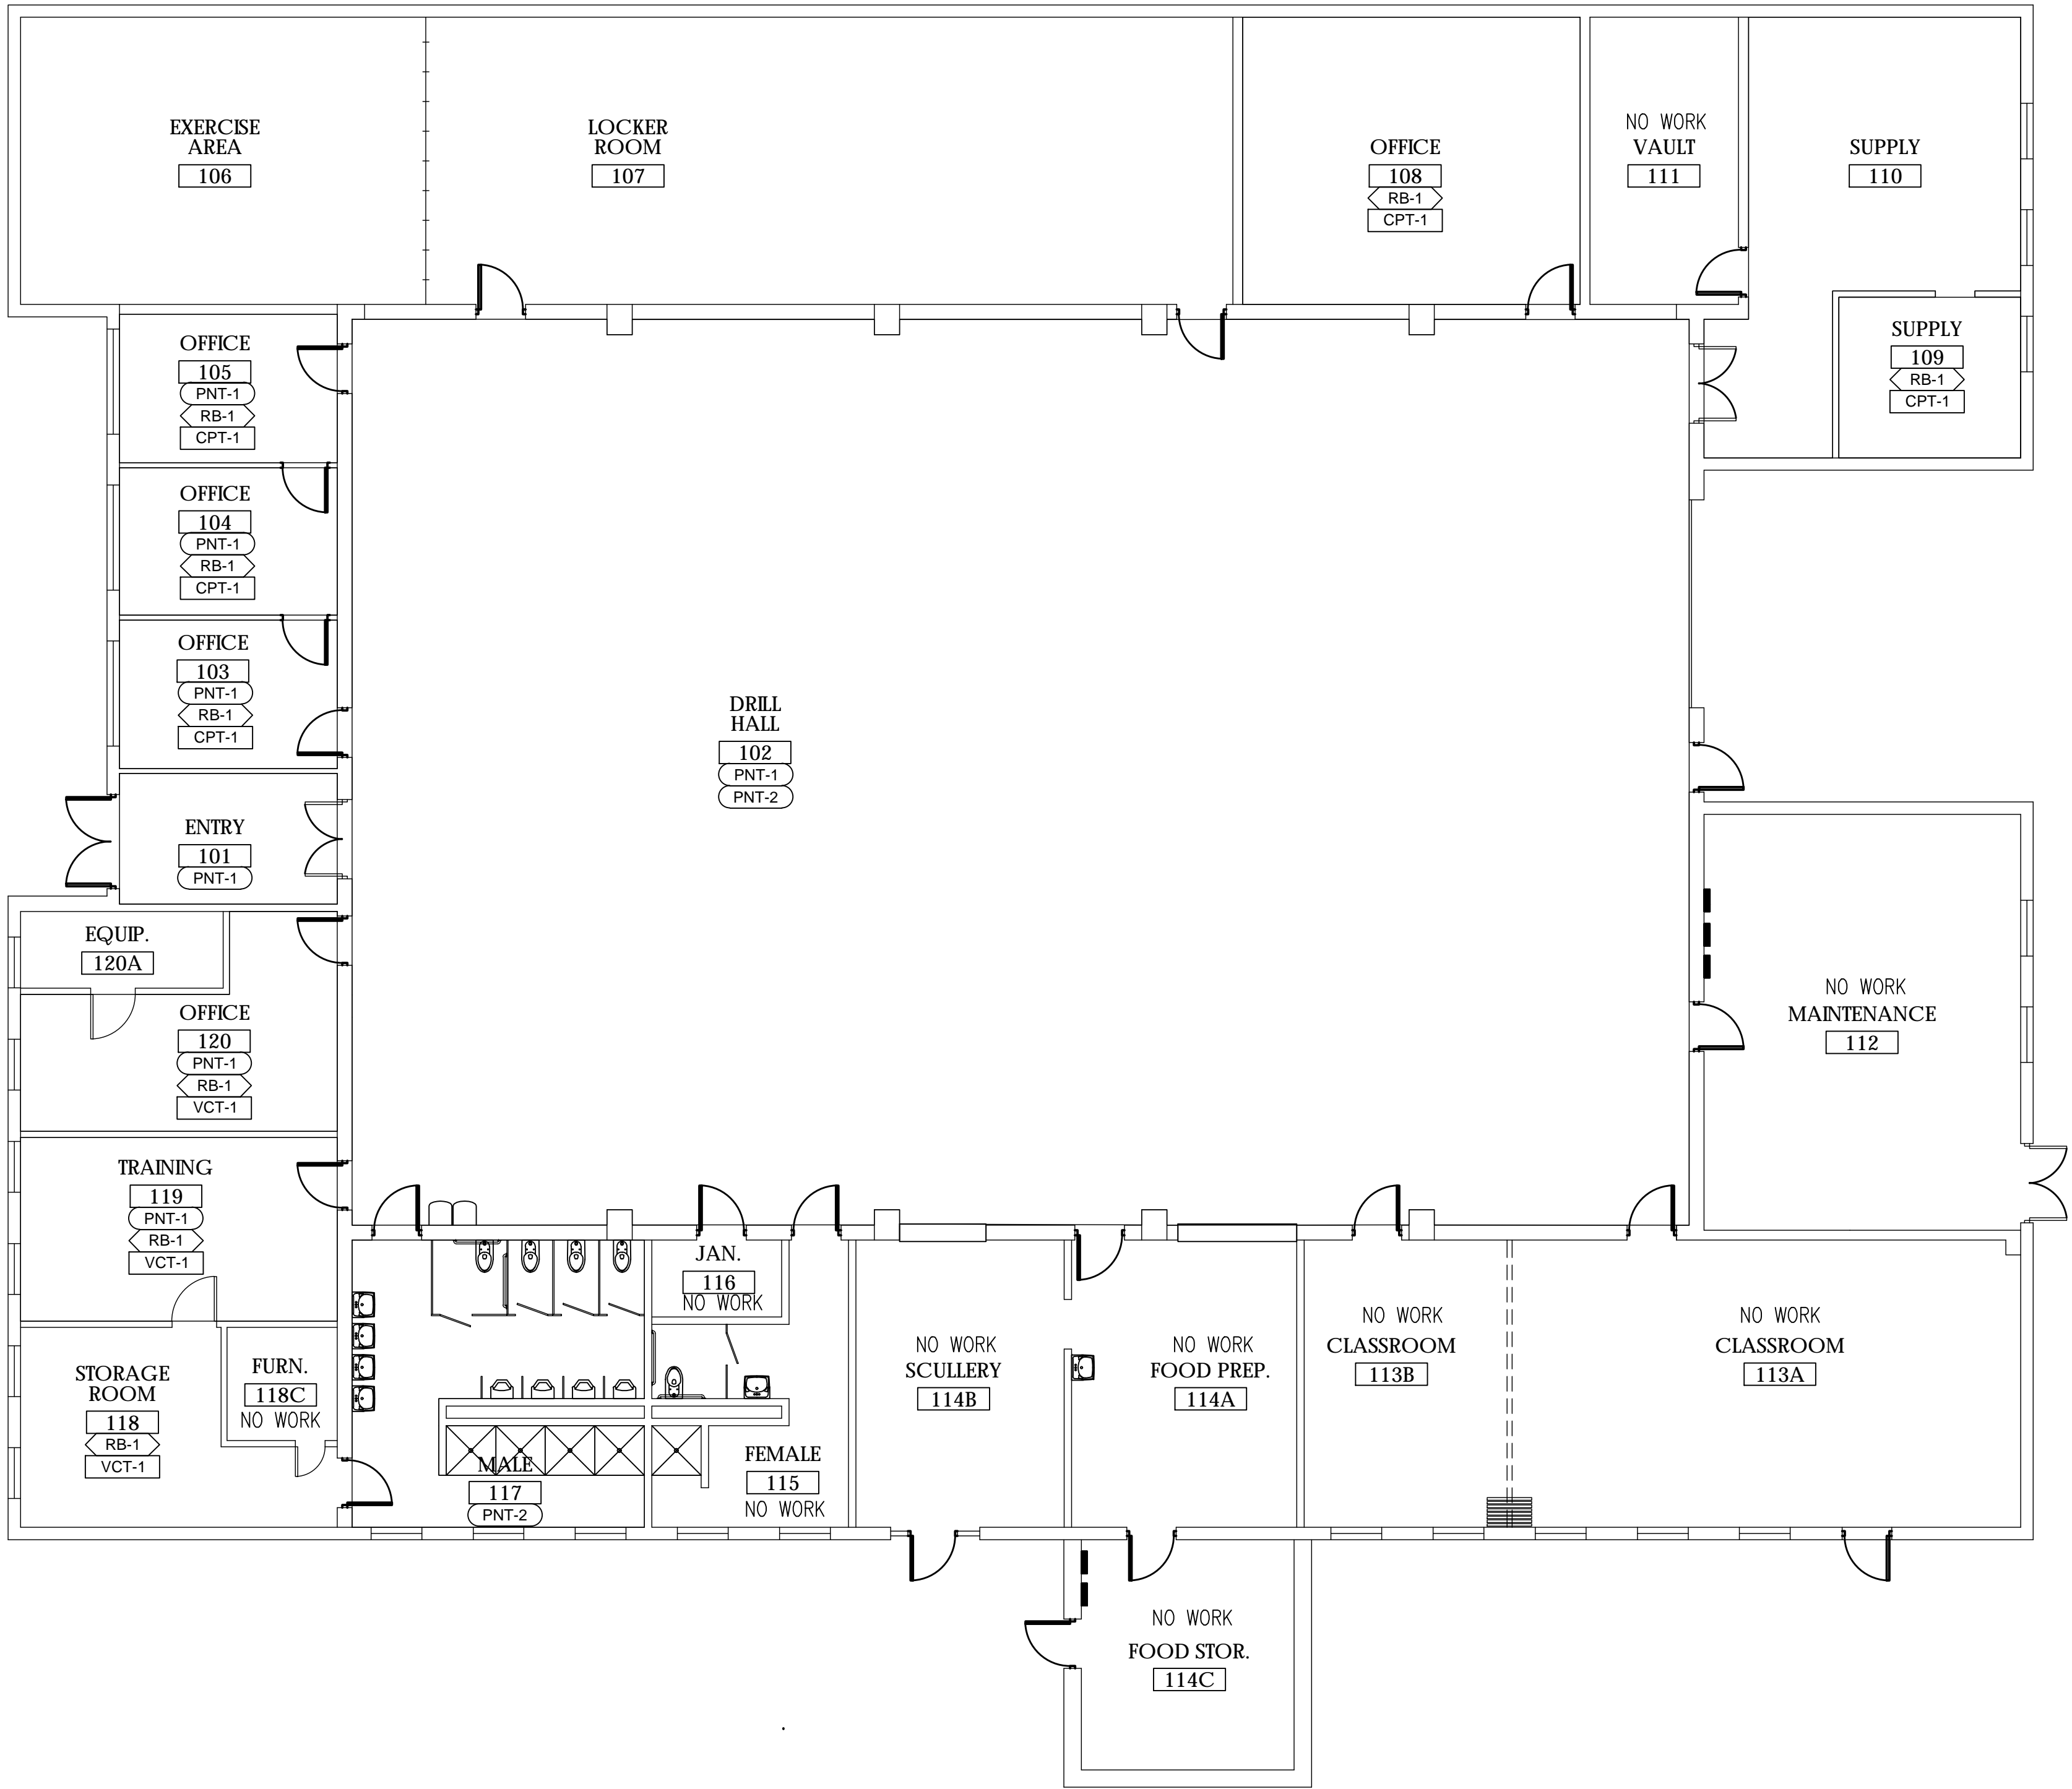 EXERCISE
AREA
106
LOCKER
ROOM
107
OFFICE
108
RB-1
CPT-1
NO WORK
VAULT
111
SUPPLY
110
SUPPLY
109
RB-1
CPT-1
OFFICE
105
PNT-1
RB-1
CPT-1
OFFICE
104
PNT-1
RB-1
CPT-1
OFFICE
103
PNT-1
RB-1
CPT-1
DRILL
HALL
102
PNT-1
PNT-2
ENTRY
101
PNT-1
EQUIP.
120A
OFFICE
120
PNT-1
RB-1
VCT-1
NO WORK
MAINTENANCE
112
TRAINING
119
PNT-1
RB-1
VCT-1
STORAGE
ROOM
118
RB-1
VCT-1
FURN.
118C
NO WORK
MALE
117
PNT-2
JAN.
116
NO WORK
FEMALE
115
NO WORK
NO WORK
SCULLERY
114B
NO WORK
FOOD PREP.
114A
NO WORK
CLASSROOM
113B
NO WORK
CLASSROOM
113A
NO WORK
FOOD STOR.
114C